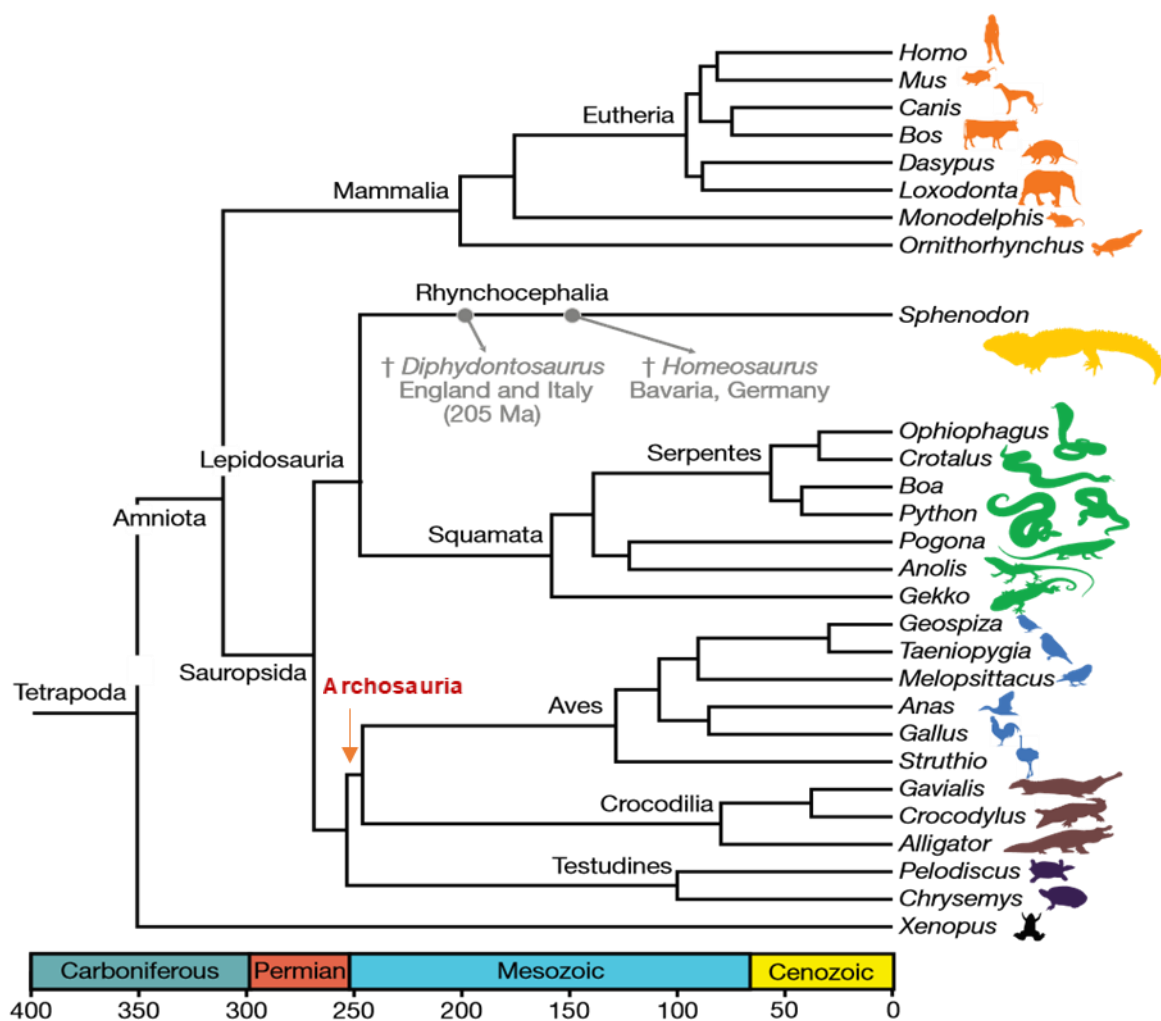 Homo
Mus
Canis
Eutheria
Bos
Dasypus
Mammalia
Loxodonta
Monodelphis
Ornithorhynchus
Rhynchocephalia
Sphenodon
† Diphydontosaurus
England and Italy
(205 Ma)
† Homeosaurus
Bavaria, Germany
Ophiophagus
Serpentes
Crotalus
Lepidosauria
Boa
Python
Amniota
Squamata
Pogona
Anolis
Gekko
Geospiza
Taeniopygia
Sauropsida
Melopsittacus
Archosauria
Tetrapoda
Aves
Anas
Gallus
Struthio
Gavialis
Crocodilia
Crocodylus
Alligator
Testudines
Pelodiscus
Chrysemys
Xenopus
Carboniferous Permian Mesozoic Cenozoic
400 350 300 250 200 150 100 50 0